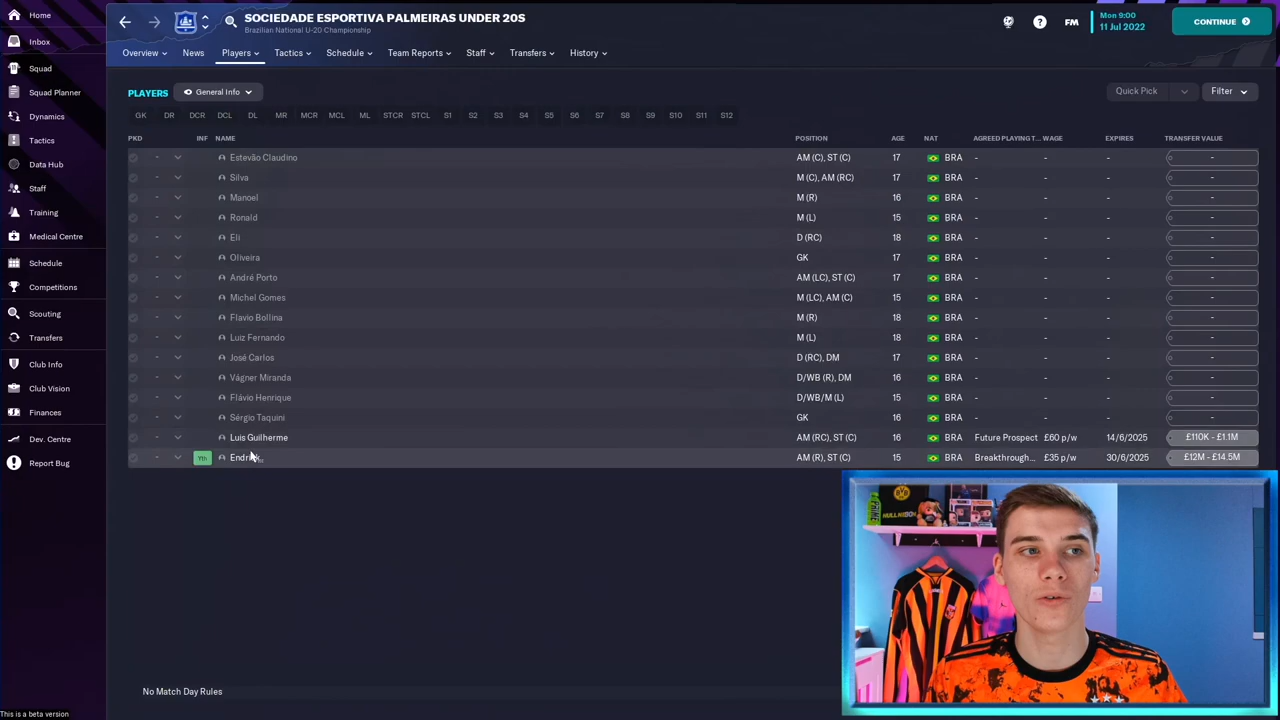 Home
Inbox
Squad
Squad Planner
Dynamics
Tactics
Data Hub
Staff
Training
Medical Centre
Schedule
Competitions
Scouting
Transfers
Club Info
Club Vision
Finances
Dev. Centre
Report Bug
This is a beta version
SOCIEDADE ESPORTIVA PALMEIRAS UNDER 20S
Brazilian National U-20 Championship
FM
Mon 9:00
11 Jul 2022
CONTINUE
Overview News Players Tactics Schedule Team Reports Staff Transfers History
PLAYERS General Info Quick Pick Filter
GK DR DCR DCL DL MR MCR MCL ML STCR STCL S1 S2 S3 S4 S5 S6 S7 S8 S9 S10 S11 S12
PKD INF NAME POSITION AGE NAT AGREED PLAYING T... WAGE EXPIRES TRANSFER VALUE
- Estevão Claudino AM (C), ST (C) 17 BRA - - - -
- Silva M (C), AM (RC) 17 BRA - - - -
- Manoel M (R) 16 BRA - - - -
- Ronald M (L) 15 BRA - - - -
- Eli D (RC) 18 BRA - - - -
- Oliveira GK 17 BRA - - - -
- André Porto AM (LC), ST (C) 17 BRA - - - -
- Michel Gomes M (LC), AM (C) 15 BRA - - - -
- Flavio Bollina M (R) 18 BRA - - - -
- Luiz Fernando M (L) 18 BRA - - - -
- José Carlos D (RC), DM 17 BRA - - - -
- Vágner Miranda D/WB (R), DM 16 BRA - - - -
- Flávio Henrique D/WB/M (L) 15 BRA - - - -
- Sérgio Taquini GK 16 BRA - - - -
- Luis Guilherme AM (RC), ST (C) 16 BRA Future Prospect £60 p/w 14/6/2025 £110K - £1.1M
- Yth AM (R), ST (C) 15 BRA Breakthrough... £35 p/w 30/6/2025 £12M - £14.5M
No Match Day Rules